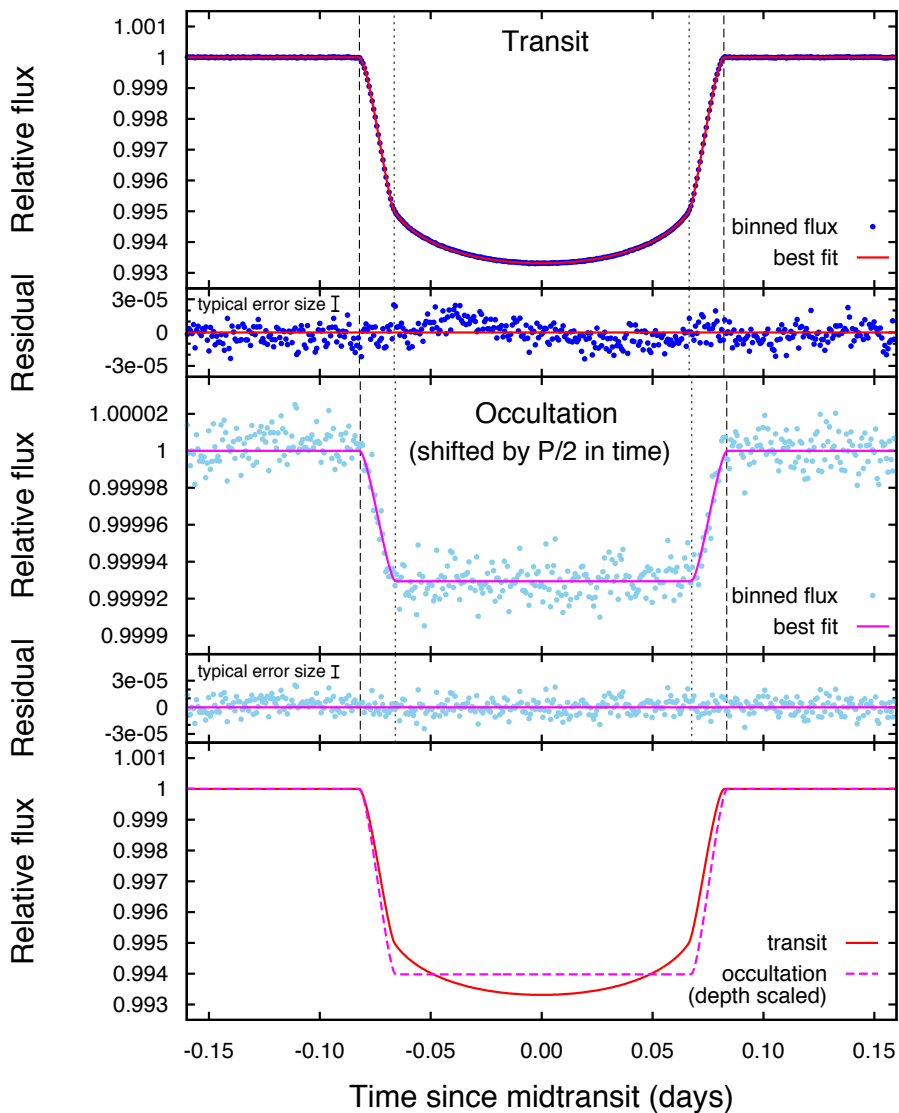 Transit
Relative flux
1.001
1
0.999
0.998
0.997
0.996
0.995
0.994
0.993
binned flux
best fit
Residual
3e-05
0
-3e-05
typical error size
Occultation
(shifted by P/2 in time)
Relative flux
1.00002
1
0.99998
0.99996
0.99994
0.99992
0.9999
binned flux
best fit
Residual
3e-05
0
-3e-05
typical error size
Relative flux
1.001
1
0.999
0.998
0.997
0.996
0.995
0.994
0.993
transit
occultation
(depth scaled)
-0.15 -0.10 -0.05 0.00 0.05 0.10 0.15
Time since midtransit (days)